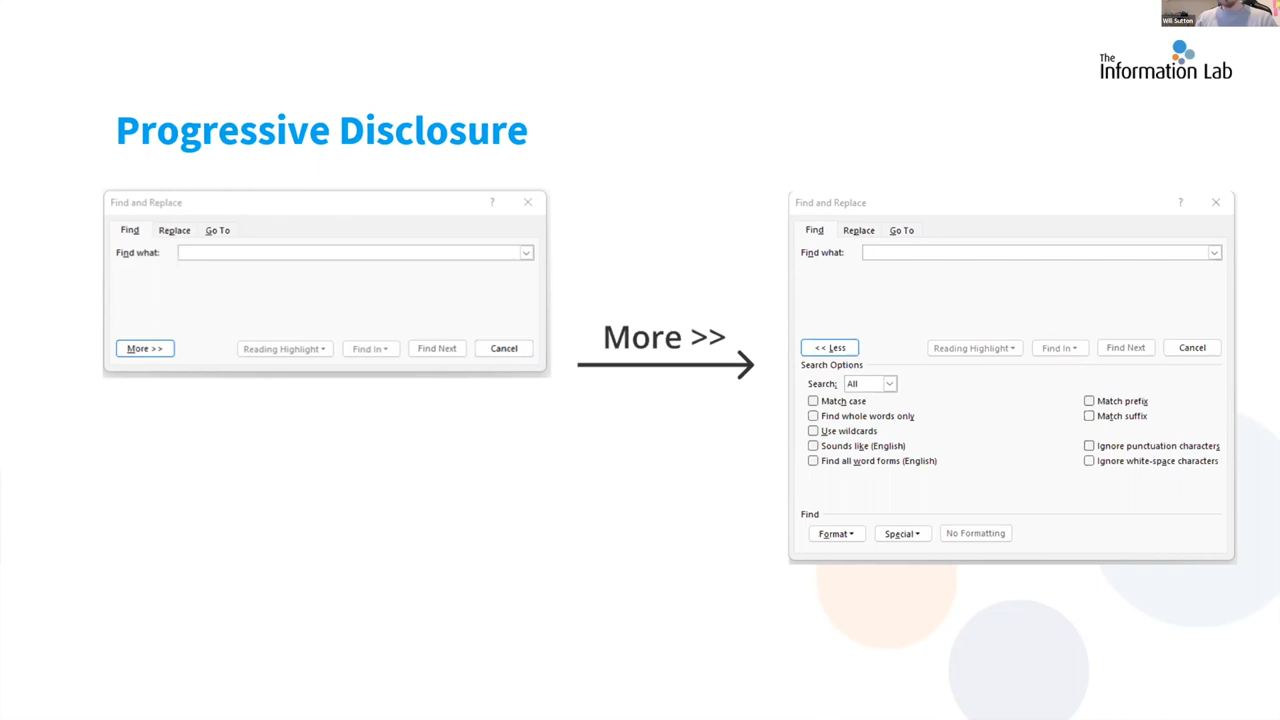 Will Sutton
The
Information Lab
Progressive Disclosure
Find and Replace ?
Find Replace Go To
Find what:
More >> Reading Highlight Find In Find Next Cancel
More >>
Find and Replace ?
Find Replace Go To
Find what:
<< Less Reading Highlight Find In Find Next Cancel
Search Options
Search: All
Match case Match prefix
Find whole words only Match suffix
Use wildcards
Sounds like (English) Ignore punctuation characters
Find all word forms (English) Ignore white-space characters
Find
Format Special No Formatting